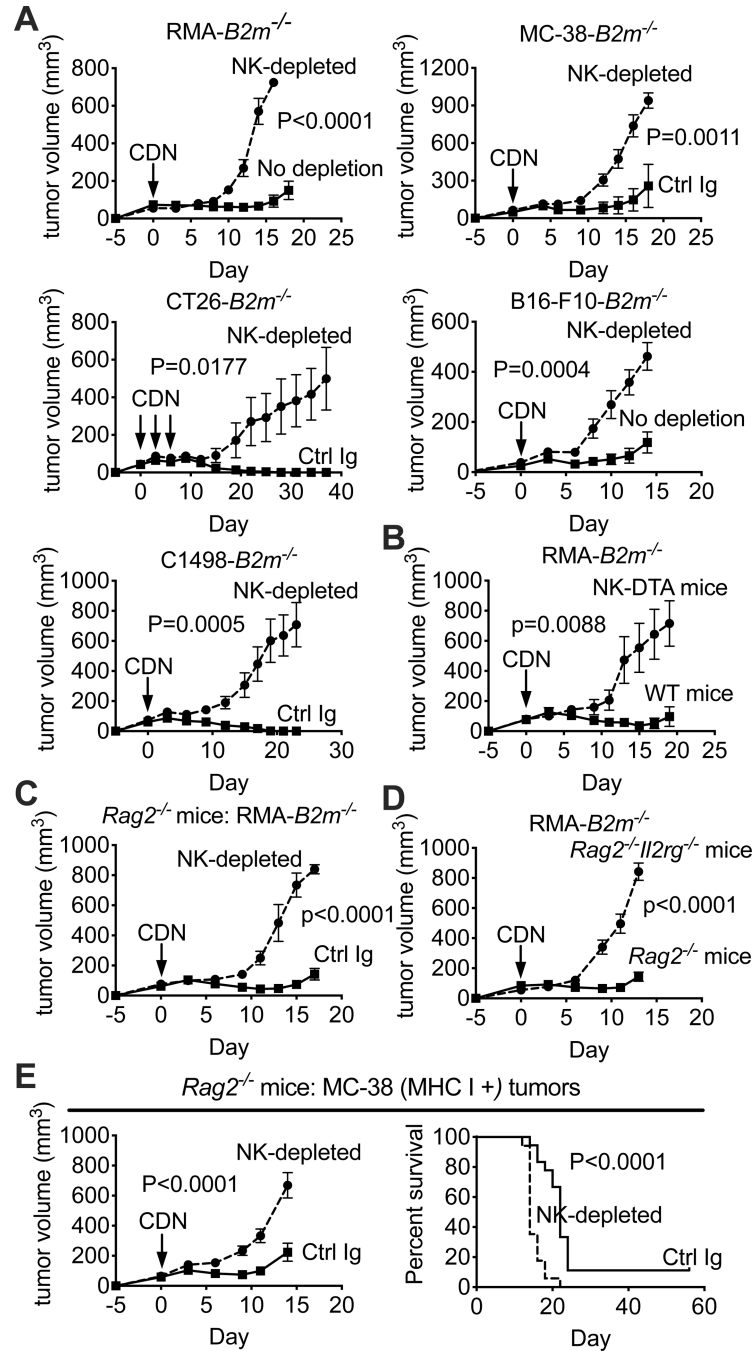 A
RMA-B2m-/-
tumor volume (mm3)
800
600
400
200
0
-5 0 5 10 15 20 25
Day
CDN
NK-depleted
P<0.0001
No depletion
MC-38-B2m-/-
tumor volume (mm3)
1200
900
600
300
0
-5 0 5 10 15 20 25
Day
CDN
NK-depleted
P=0.0011
Ctrl Ig
CT26-B2m-/-
tumor volume (mm3)
800
600
400
200
0
0 10 20 30 40
Day
NK-depleted
P=0.0177
CDN
Ctrl Ig
B16-F10-B2m-/-
tumor volume (mm3)
600
400
200
0
-5 0 5 10 15 20
Day
NK-depleted
P=0.0004
CDN
No depletion
C1498-B2m-/-
tumor volume (mm3)
1000
800
600
400
200
0
0 10 20 30
Day
NK-depleted
P=0.0005
CDN
Ctrl Ig
B
RMA-B2m-/-
tumor volume (mm3)
1000
800
600
400
200
0
-5 0 5 10 15 20 25
Day
NK-DTA mice
p=0.0088
CDN
WT mice
C
Rag2-/- mice: RMA-B2m-/-
tumor volume (mm3)
1000
800
600
400
200
0
-5 0 5 10 15 20
Day
NK-depleted
p<0.0001
CDN
Ctrl Ig
D
RMA-B2m-/-
tumor volume (mm3)
1000
800
600
400
200
0
-5 0 5 10 15 20
Day
Rag2-/-Il2rg-/- mice
p<0.0001
CDN
Rag2-/- mice
E
Rag2-/- mice: MC-38 (MHC I +) tumors
tumor volume (mm3)
1000
800
600
400
200
0
-5 0 5 10 15 20
Day
NK-depleted
P<0.0001
CDN
Ctrl Ig
Percent survival
100
80
60
40
20
0
0 20 40 60
Day
P<0.0001
NK-depleted
Ctrl Ig